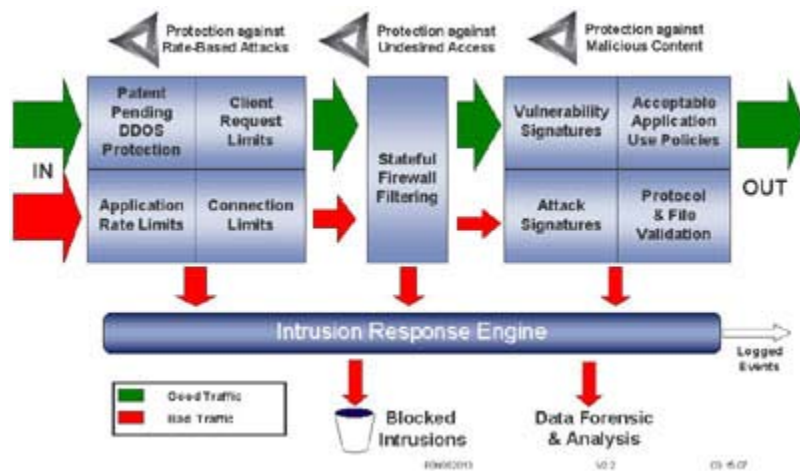 Protection against
Rate-Based Attacks
Protection against
Undesired Access
Protection against
Malicious Content
IN
Patent
Pending
DDOS
Protection
Client
Request
Limits
Application
Rate Limits
Connection
Limits
Stateful
Firewall
Filtering
Vulnerability
Signatures
Acceptable
Application
Use Policies
Attack
Signatures
Protocol
& File
Validation
OUT
Intrusion Response Engine
Logged
Events
Good Traffic
Bad Traffic
Blocked
Intrusions
Data Forensic
& Analysis